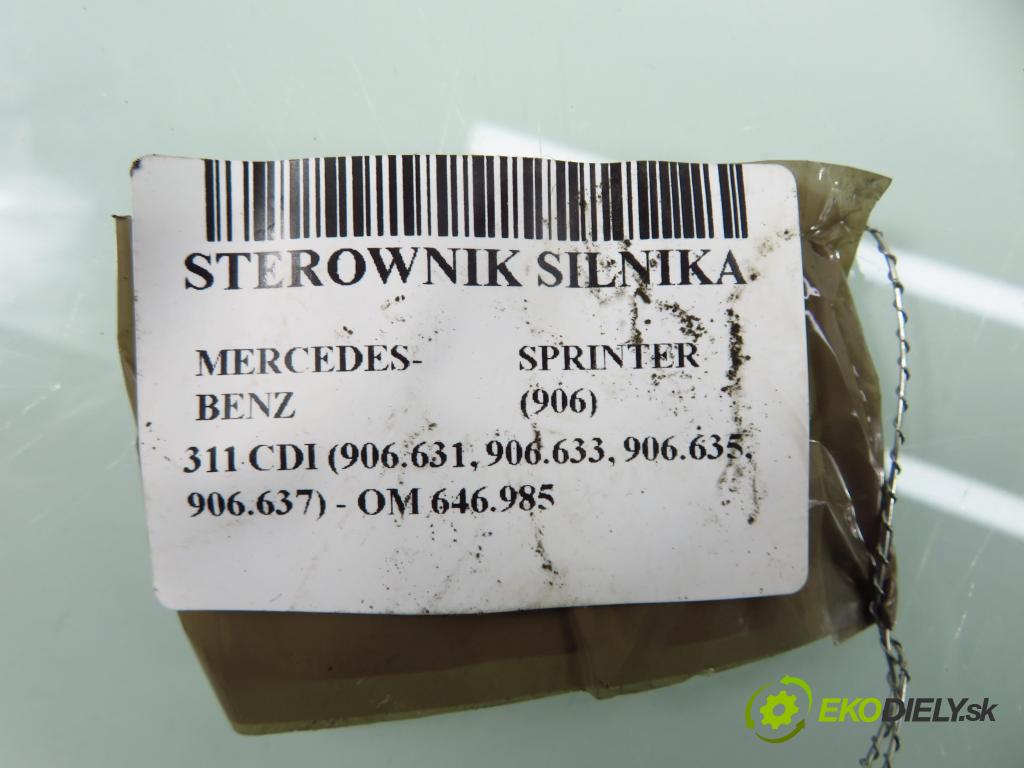 STEROWNIK SILNIKA
MERCEDES- SPRINTER
BENZ (906)
311 CDI (906.631, 906.633, 906.635,
906.637) - OM 646.985
EKODIELY.sk